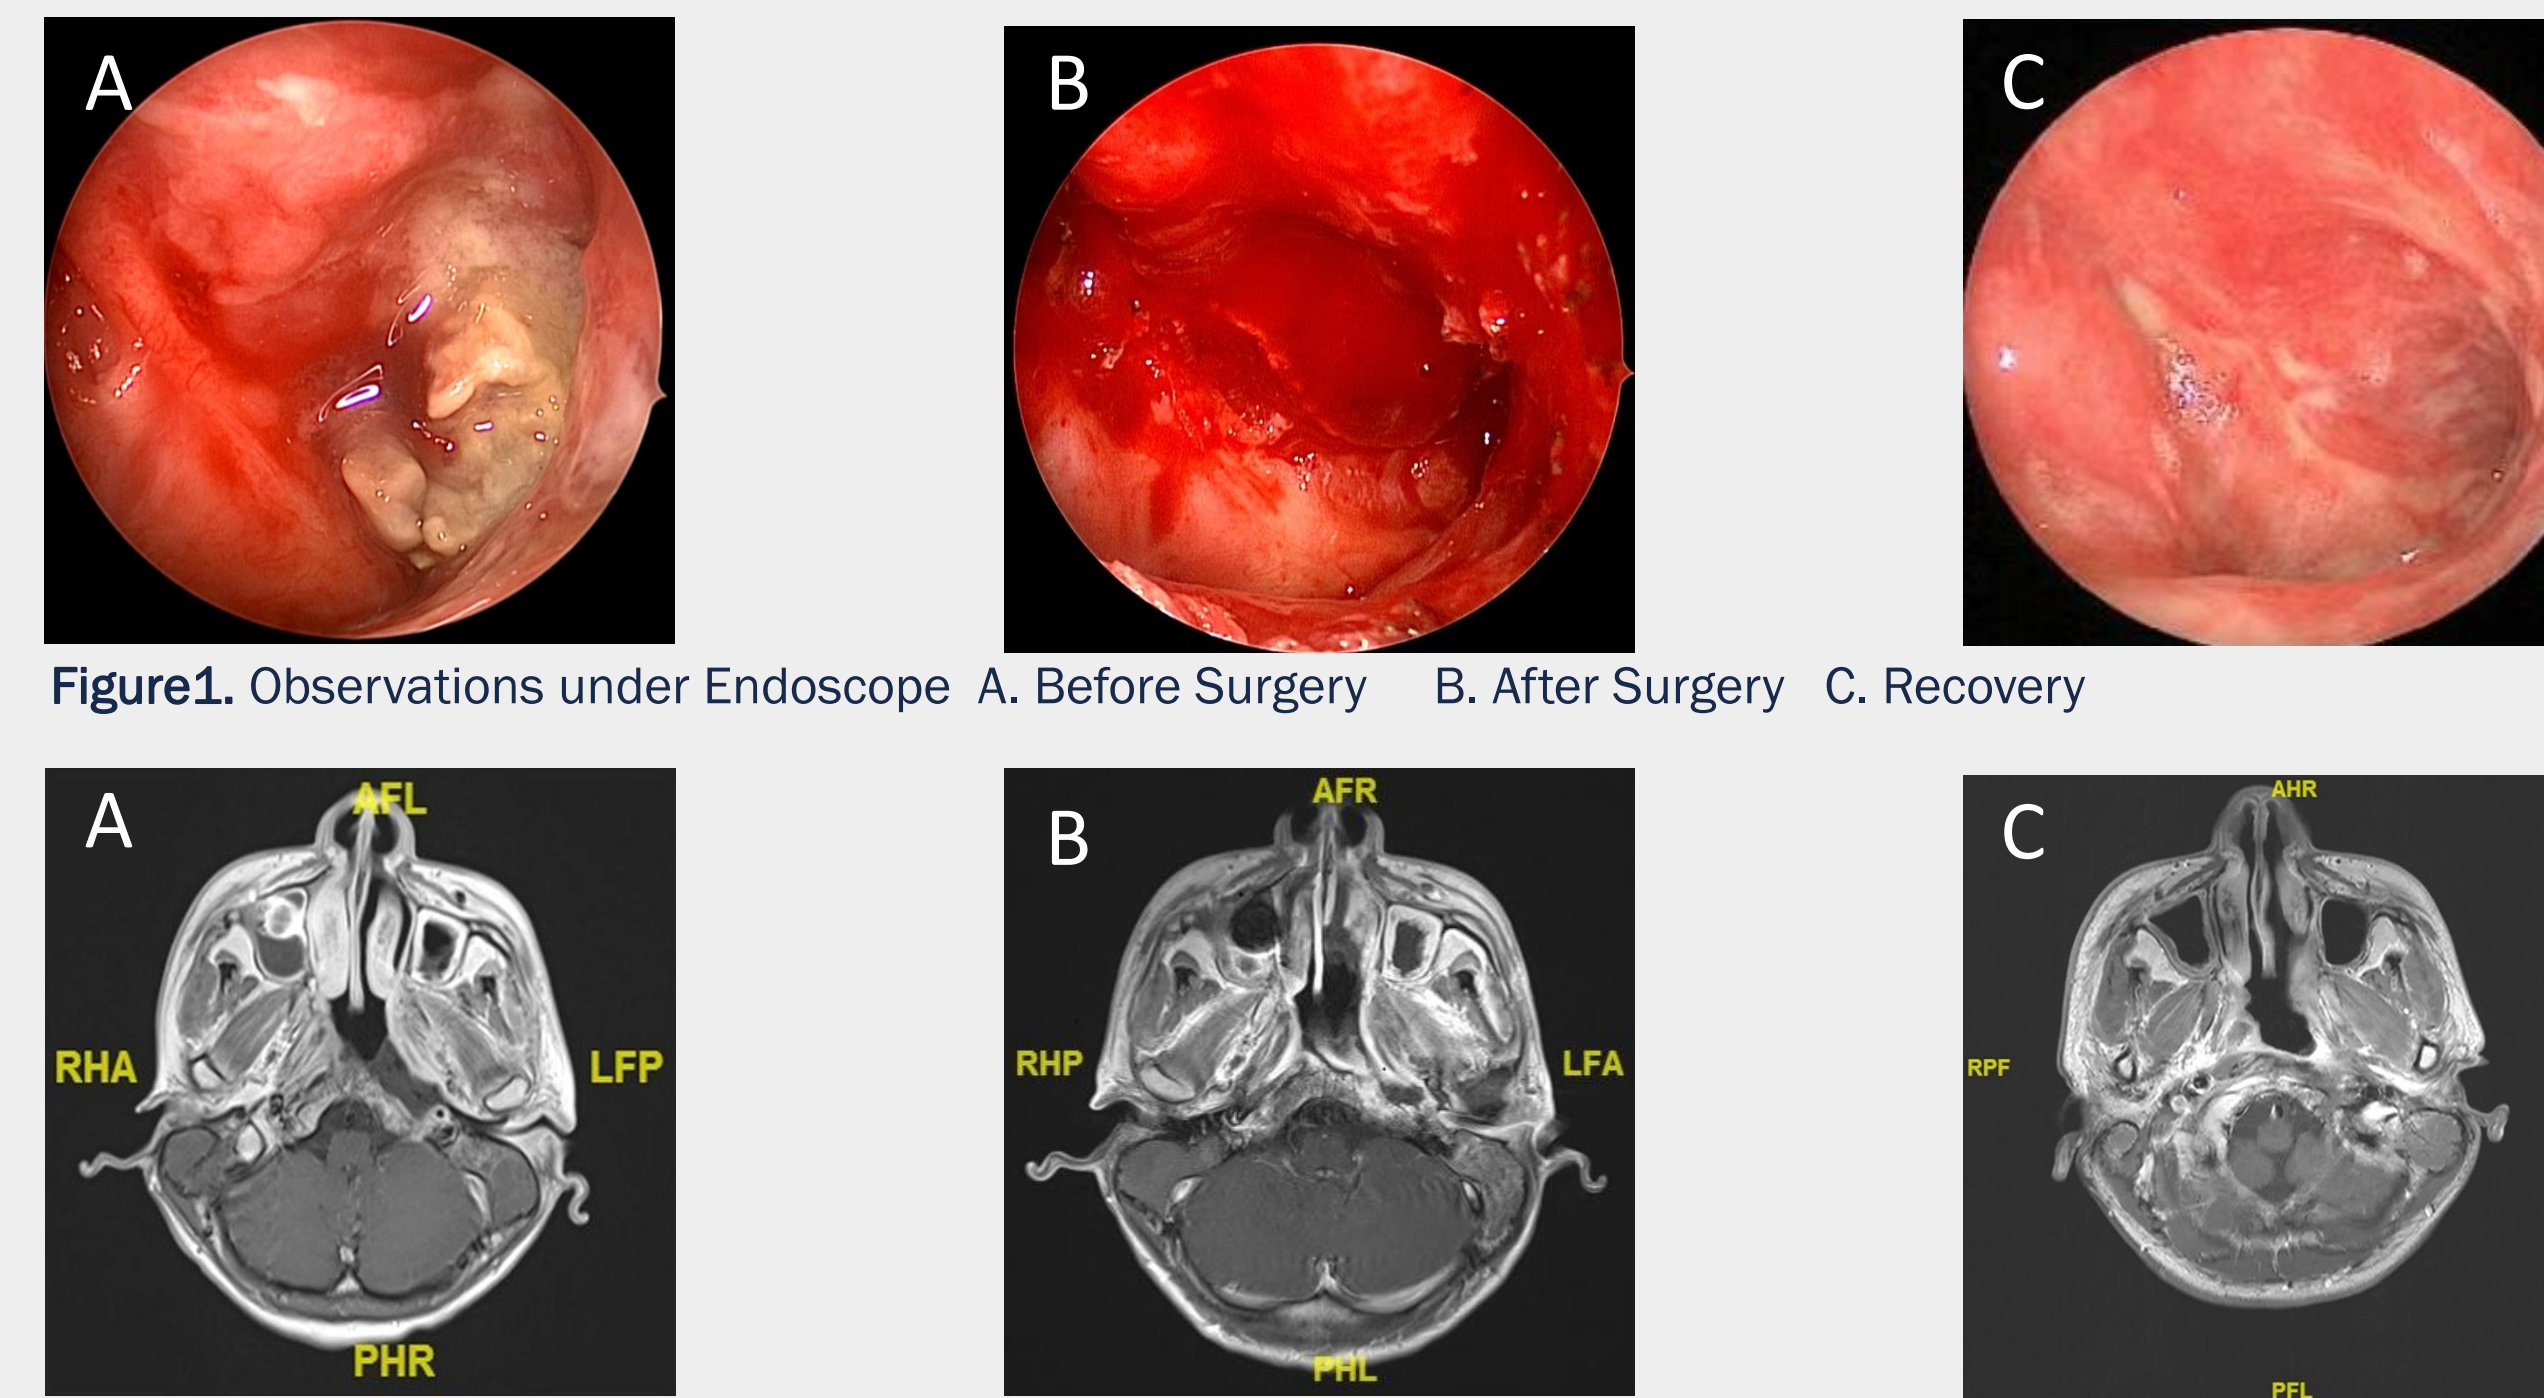 A
B
C
Figure1. Observations under Endoscope A. Before Surgery B. After Surgery C. Recovery
A
AFL
RHA
LFP
PHR
B
AFR
RHP
LFA
PHL
C
AHR
RPF
PFL